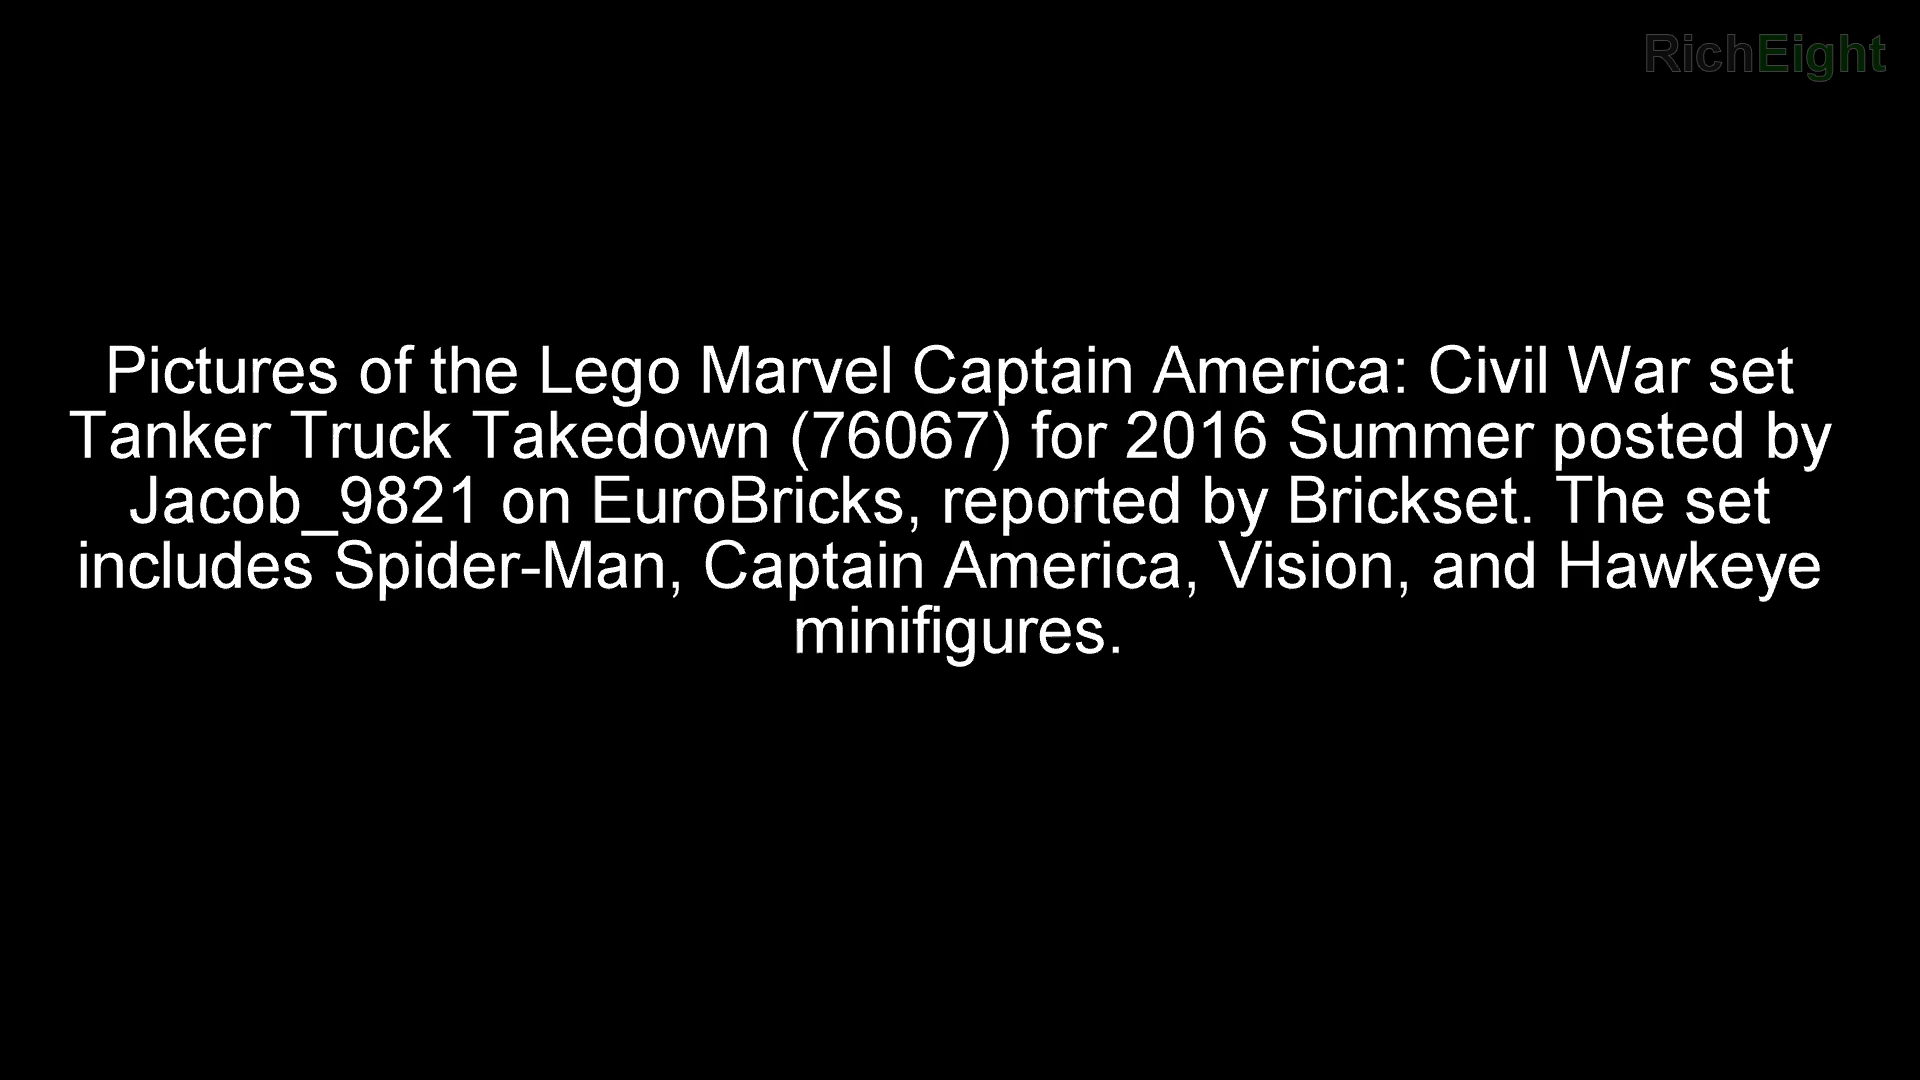 RichEight
Pictures of the Lego Marvel Captain America: Civil War set
Tanker Truck Takedown (76067) for 2016 Summer posted by
Jacob_9821 on EuroBricks, reported by Brickset. The set
includes Spider-Man, Captain America, Vision, and Hawkeye
minifigures.